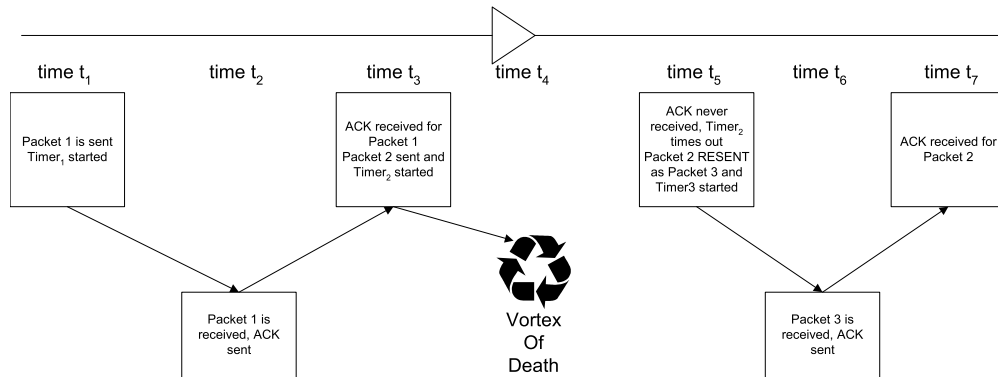 time t1
time t2
time t3
time t4
time t5
time t6
time t7
Packet 1 is sent
Timer1 started
ACK received for
Packet 1
Packet 2 sent and
Timer2 started
ACK never
received, Timer2
times out
Packet 2 RESENT
as Packet 3 and
Timer3 started
ACK received for
Packet 2
Packet 1 is
received, ACK
sent
Vortex
Of
Death
Packet 3 is
received, ACK
sent